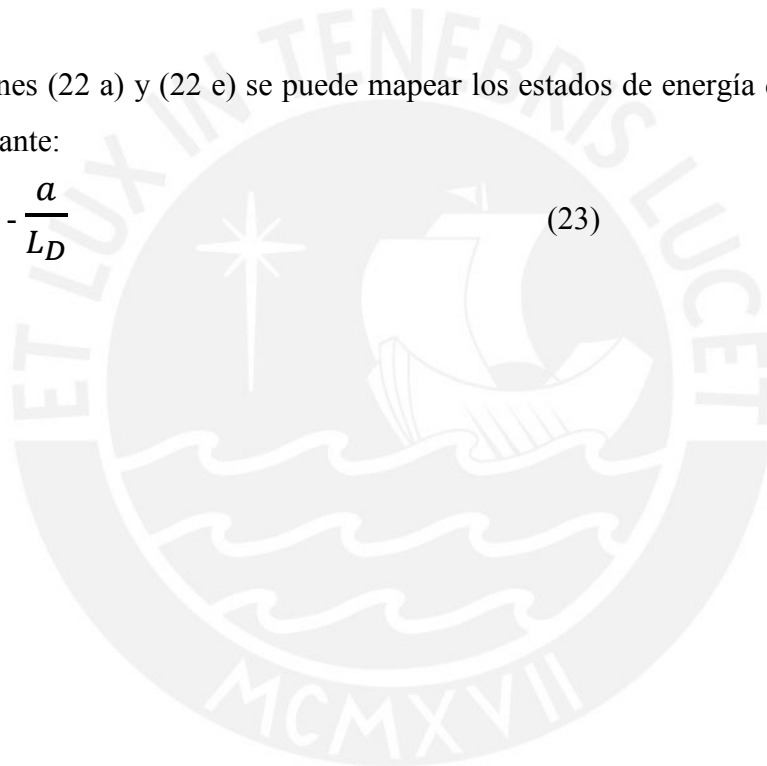 nes (22 a) y (22 e) se puede mapear los estados de energía
ante:
- a / L_D (23)
ET LUX IN TENEBRIS LUCET
MCMXVII